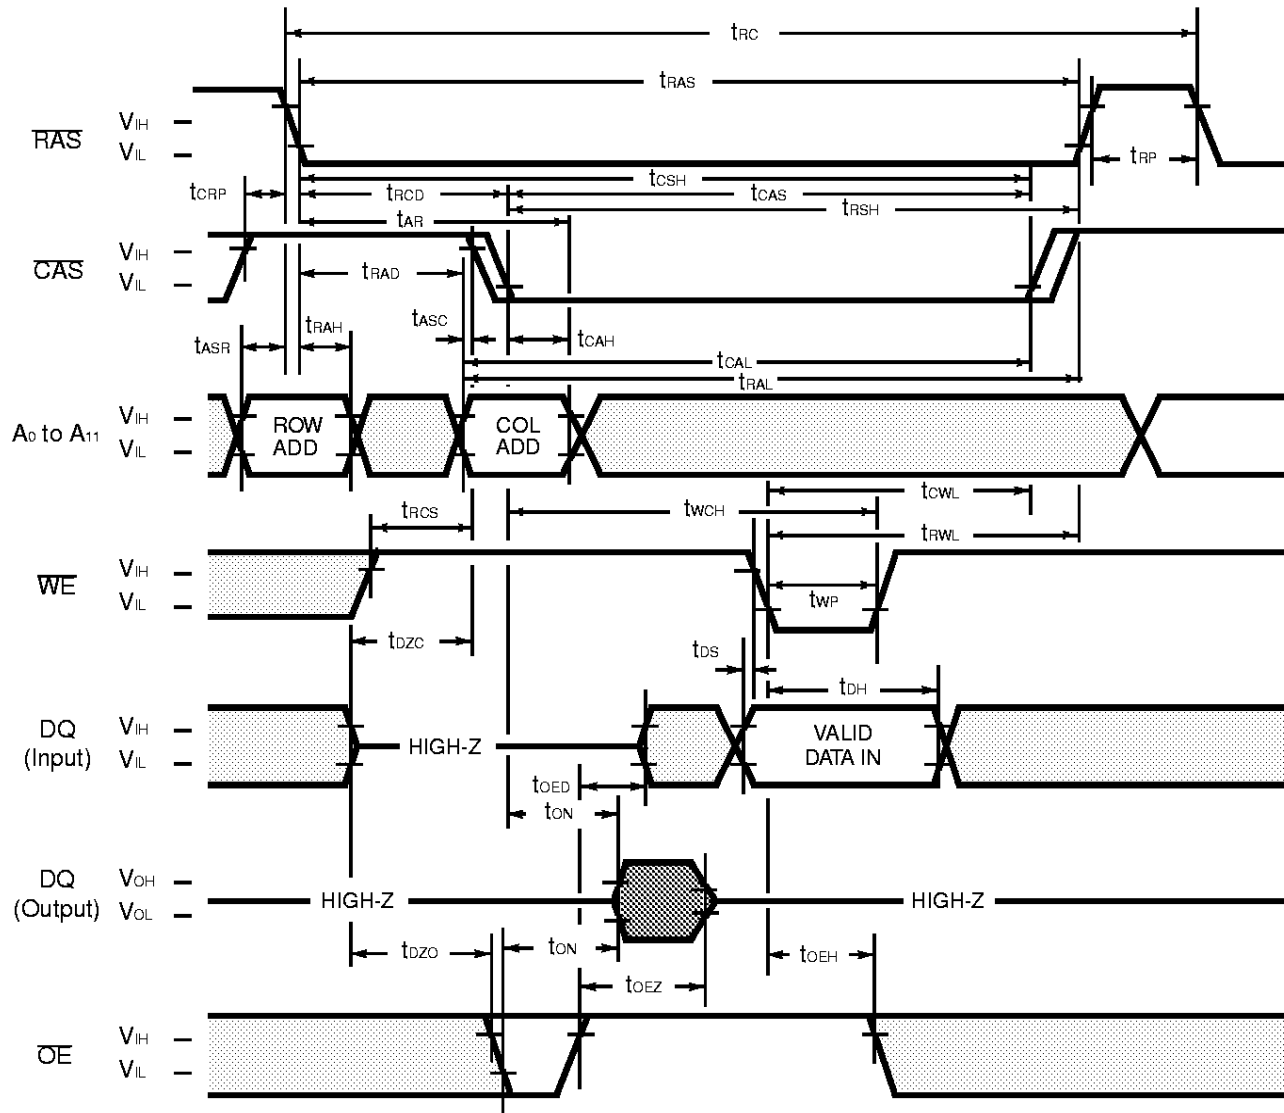 tRC
tRAS
RAS VIH
VIL
tRP
tCSH
tCRP tRCD tCAS
tRSH
tAR
CAS VIH
VIL
tRAD
tASC
tRAH
tASR tCAH
tCAL
tRAL
A0 to A11 VIH
VIL
ROW ADD
COL ADD
tCWL
tWCH
tRCS
tRWL
WE VIH
VIL
tWP
tDZC
tDS
tDH
DQ (Input) VIH
VIL
HIGH-Z
VALID DATA IN
tOED
tON
DQ (Output) VOH
VOL
HIGH-Z HIGH-Z
tDZO tON tOEH
tOEZ
OE VIH
VIL